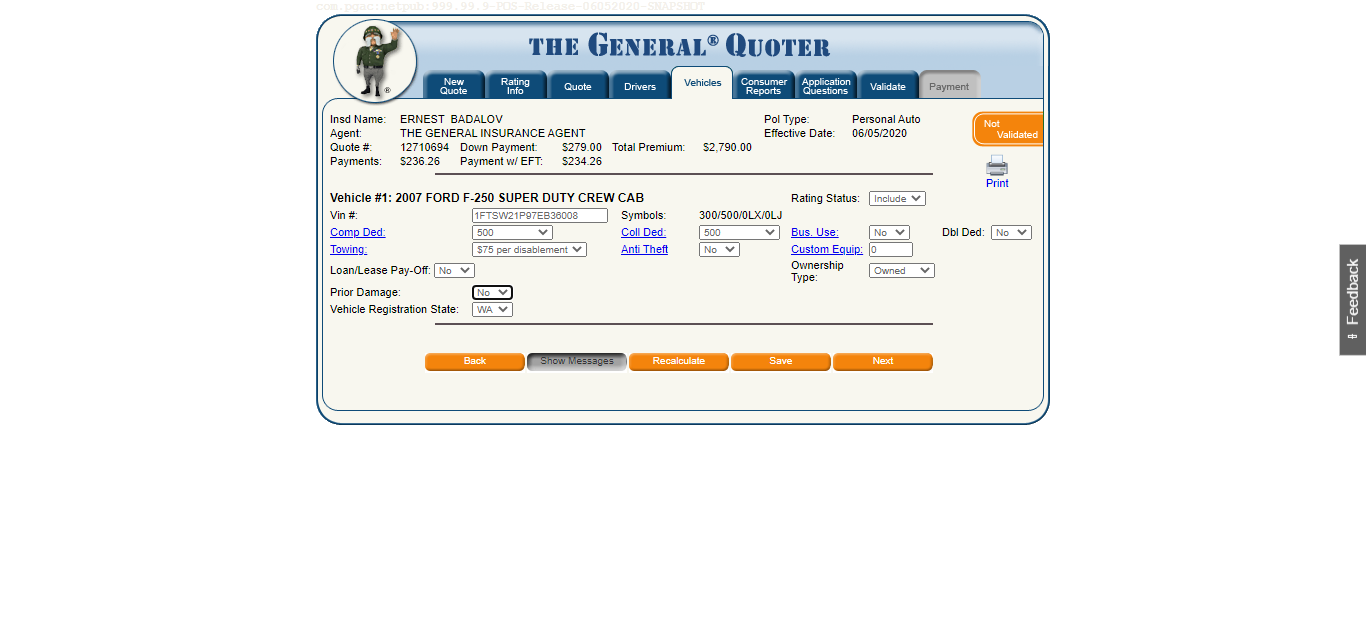 com.pgac:netpub:999.99.9-POS-Release-06052020-SNAPSHOT
THE GENERAL® QUOTER
New Quote
Rating Info
Quote
Drivers
Vehicles
Consumer Reports
Application Questions
Validate
Payment
®
Insd Name: ERNEST BADALOV Pol Type: Personal Auto
Agent: THE GENERAL INSURANCE AGENT Effective Date: 06/05/2020
Quote #: 12710694 Down Payment: $279.00 Total Premium: $2,790.00
Payments: $236.26 Payment w/ EFT: $234.26
Not Validated
Print
Vehicle #1: 2007 FORD F-250 SUPER DUTY CREW CAB Rating Status: Include
Vin #: 1FTSW21P97EB36008 Symbols: 300/500/0LX/0LJ
Comp Ded: 500 Coll Ded: 500 Bus. Use: No Dbl Ded: No
Towing: $75 per disablement Anti Theft No Custom Equip: 0
Loan/Lease Pay-Off: No Ownership Type: Owned
Prior Damage: No
Vehicle Registration State: WA
Back Show Messages Recalculate Save Next
Feedback